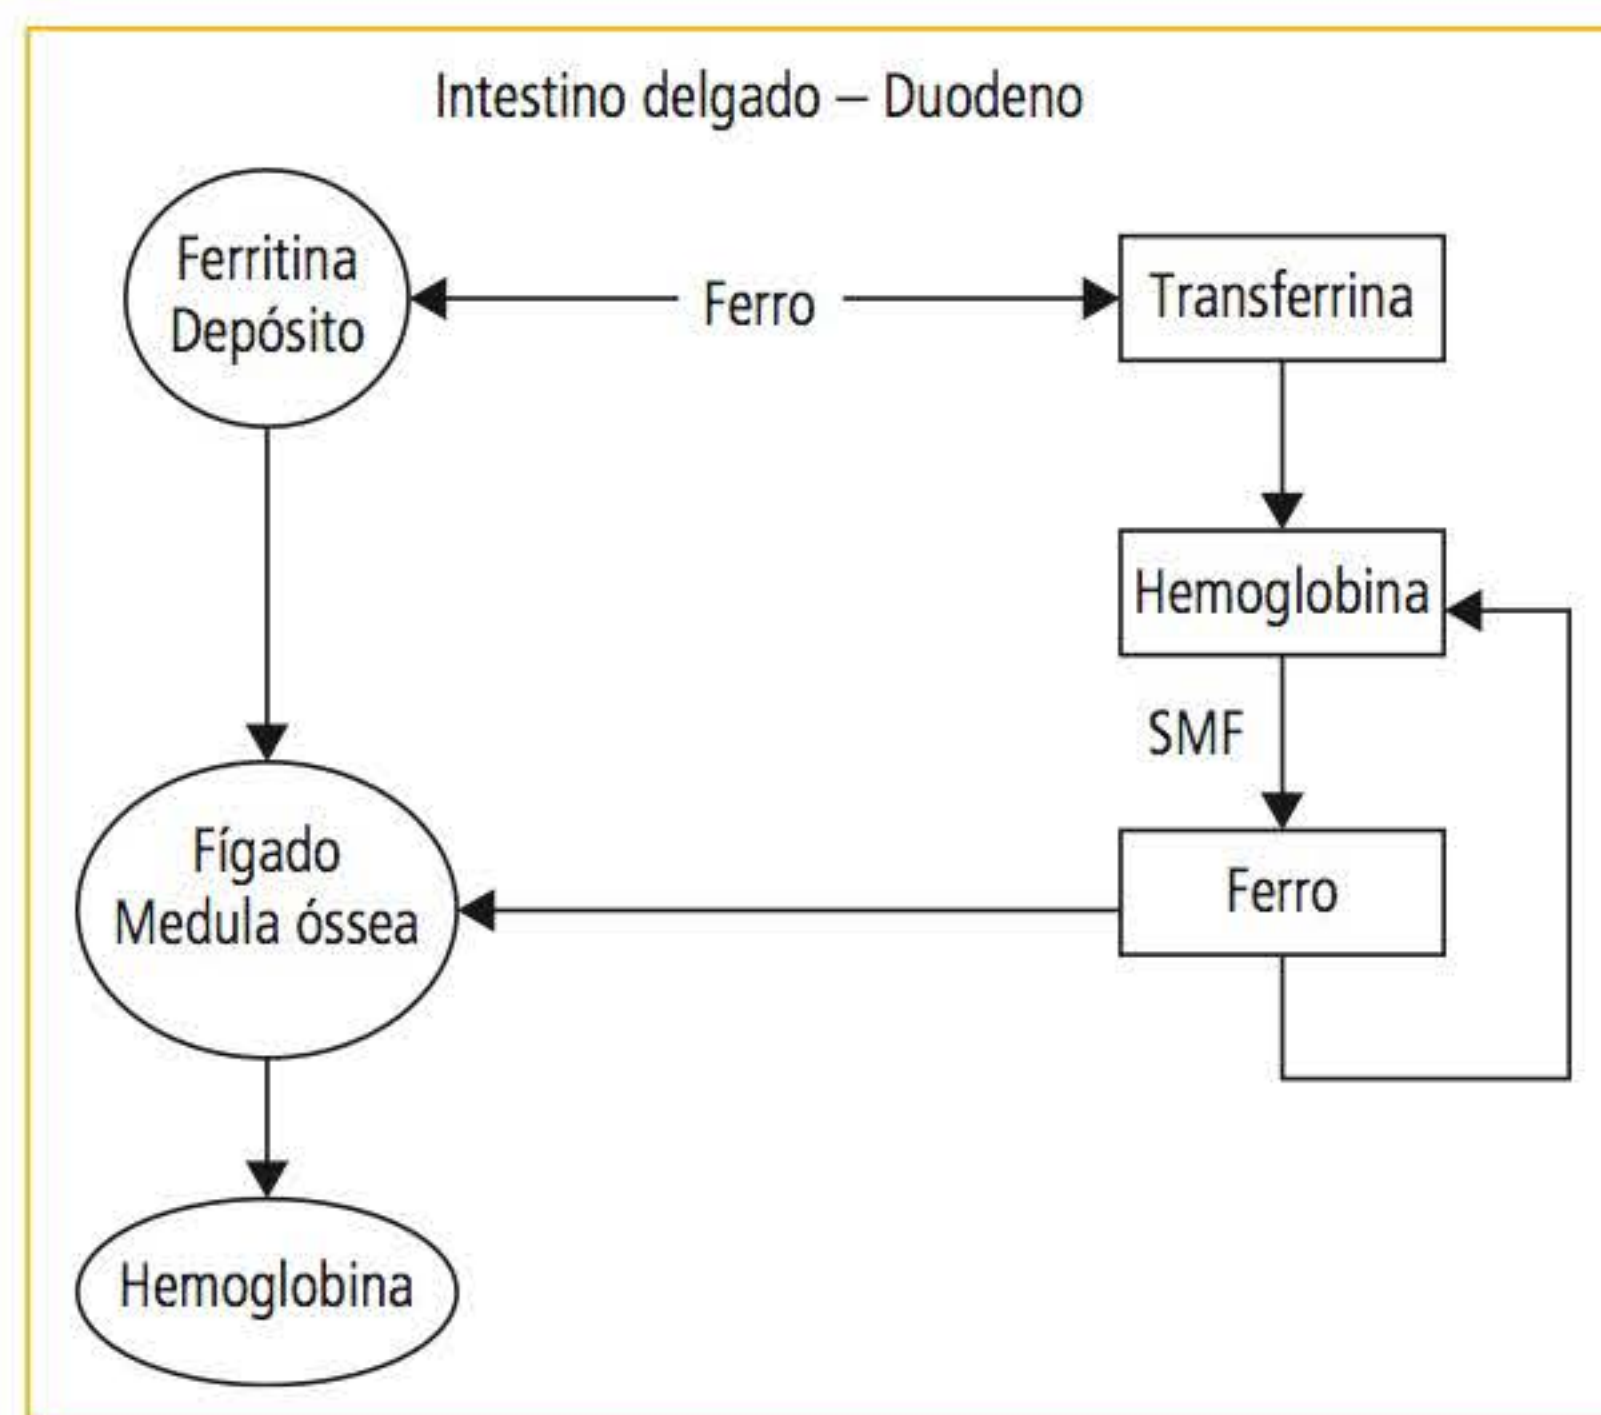 Intestino delgado – Duodeno
Ferritina
Depósito
Ferro
Transferrina
Hemoglobina
SMF
Fígado
Medula óssea
Ferro
Hemoglobina